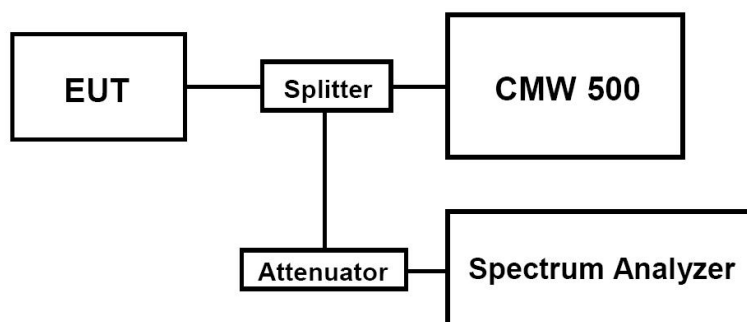 EUT
Splitter
CMW 500
Attenuator
Spectrum Analyzer